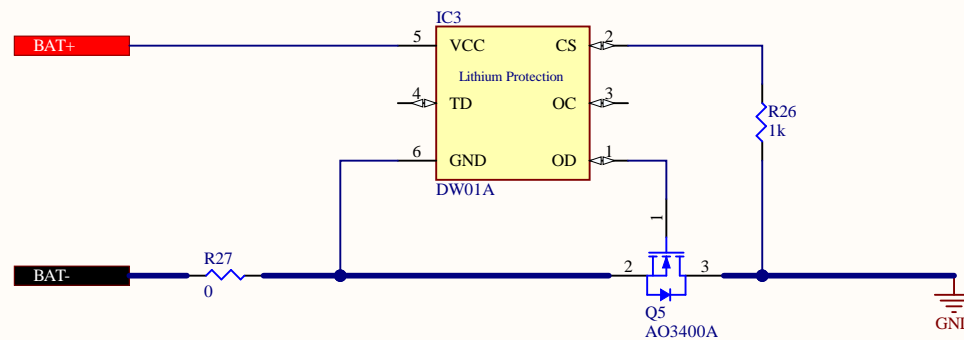 IC3
BAT+
5
VCC
CS
2
Lithium Protection
4
TD
OC
3
R26
1k
6
GND
OD
1
DW01A
1
R27
BAT-
0
2
3
Q5
AO3400A
GND